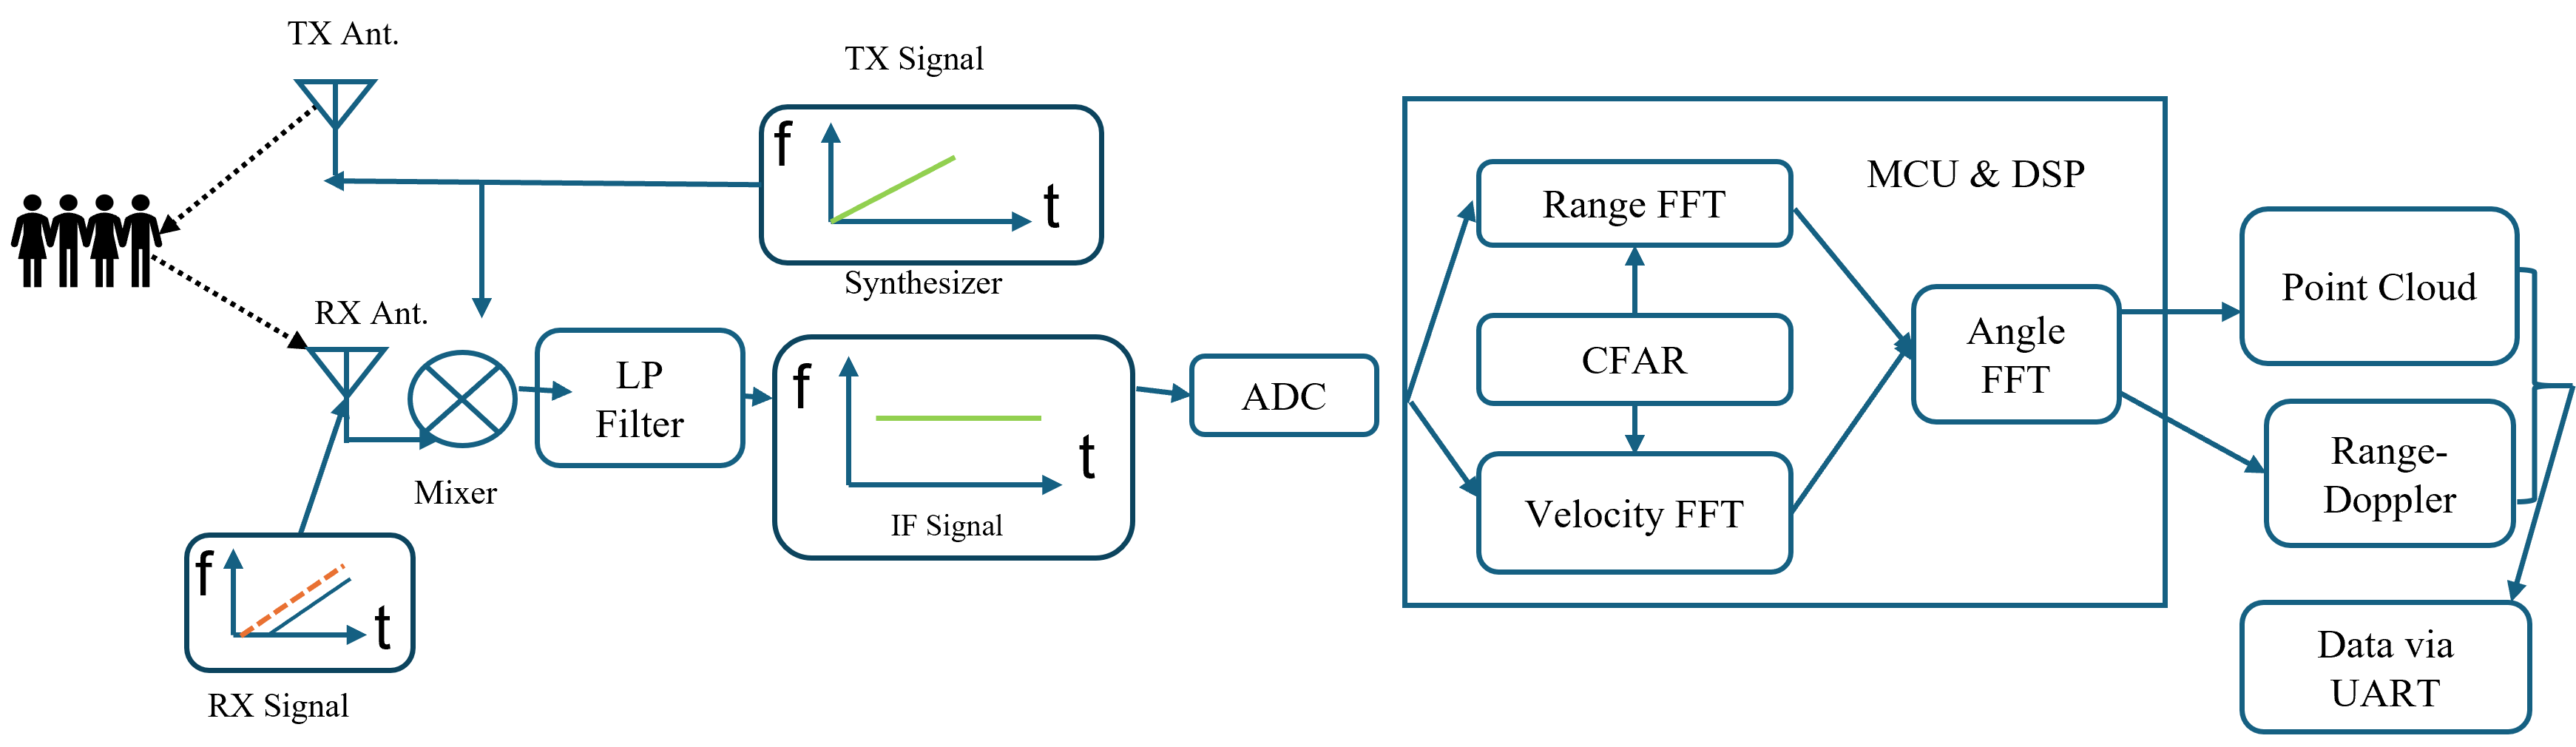 TX Ant.
TX Signal
f
t
Synthesizer
RX Ant.
Mixer
LP
Filter
f
t
IF Signal
f
t
RX Signal
ADC
MCU & DSP
Range FFT
CFAR
Velocity FFT
Angle
FFT
Point Cloud
Range-
Doppler
Data via
UART